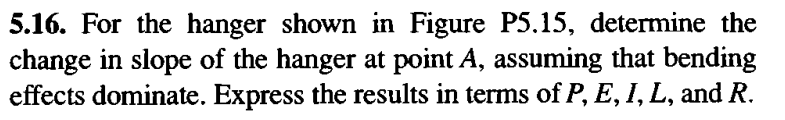 5.16. For the hanger shown in Figure P5.15, determine the
change in slope of the hanger at point A, assuming that bending
effects dominate. Express the results in terms of P, E, I, L, and R.